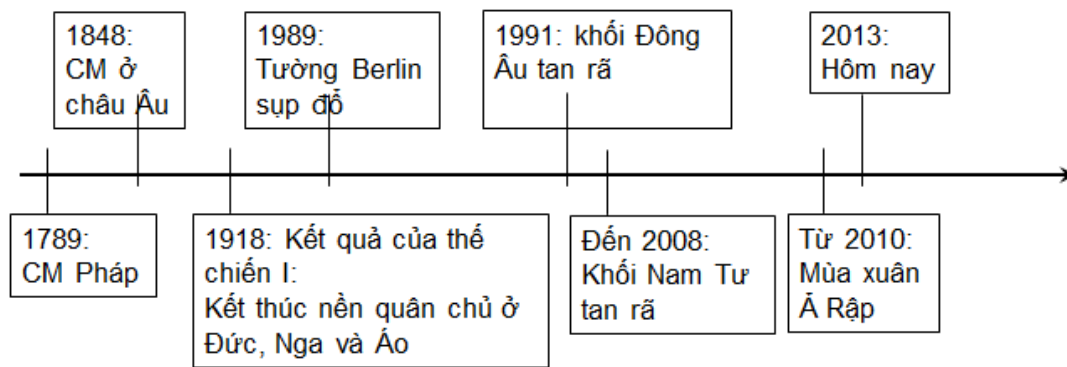 1848:
CM ở
châu Âu
1989:
Tường Berlin
sụp đổ
1991: khối Đông
Âu tan rã
2013:
Hôm nay
1789:
CM Pháp
1918: Kết quả của thế
chiến I:
Kết thúc nền quân chủ ở
Đức, Nga và Áo
Đến 2008:
Khối Nam Tư
tan rã
Từ 2010:
Mùa xuân
Ả Rập